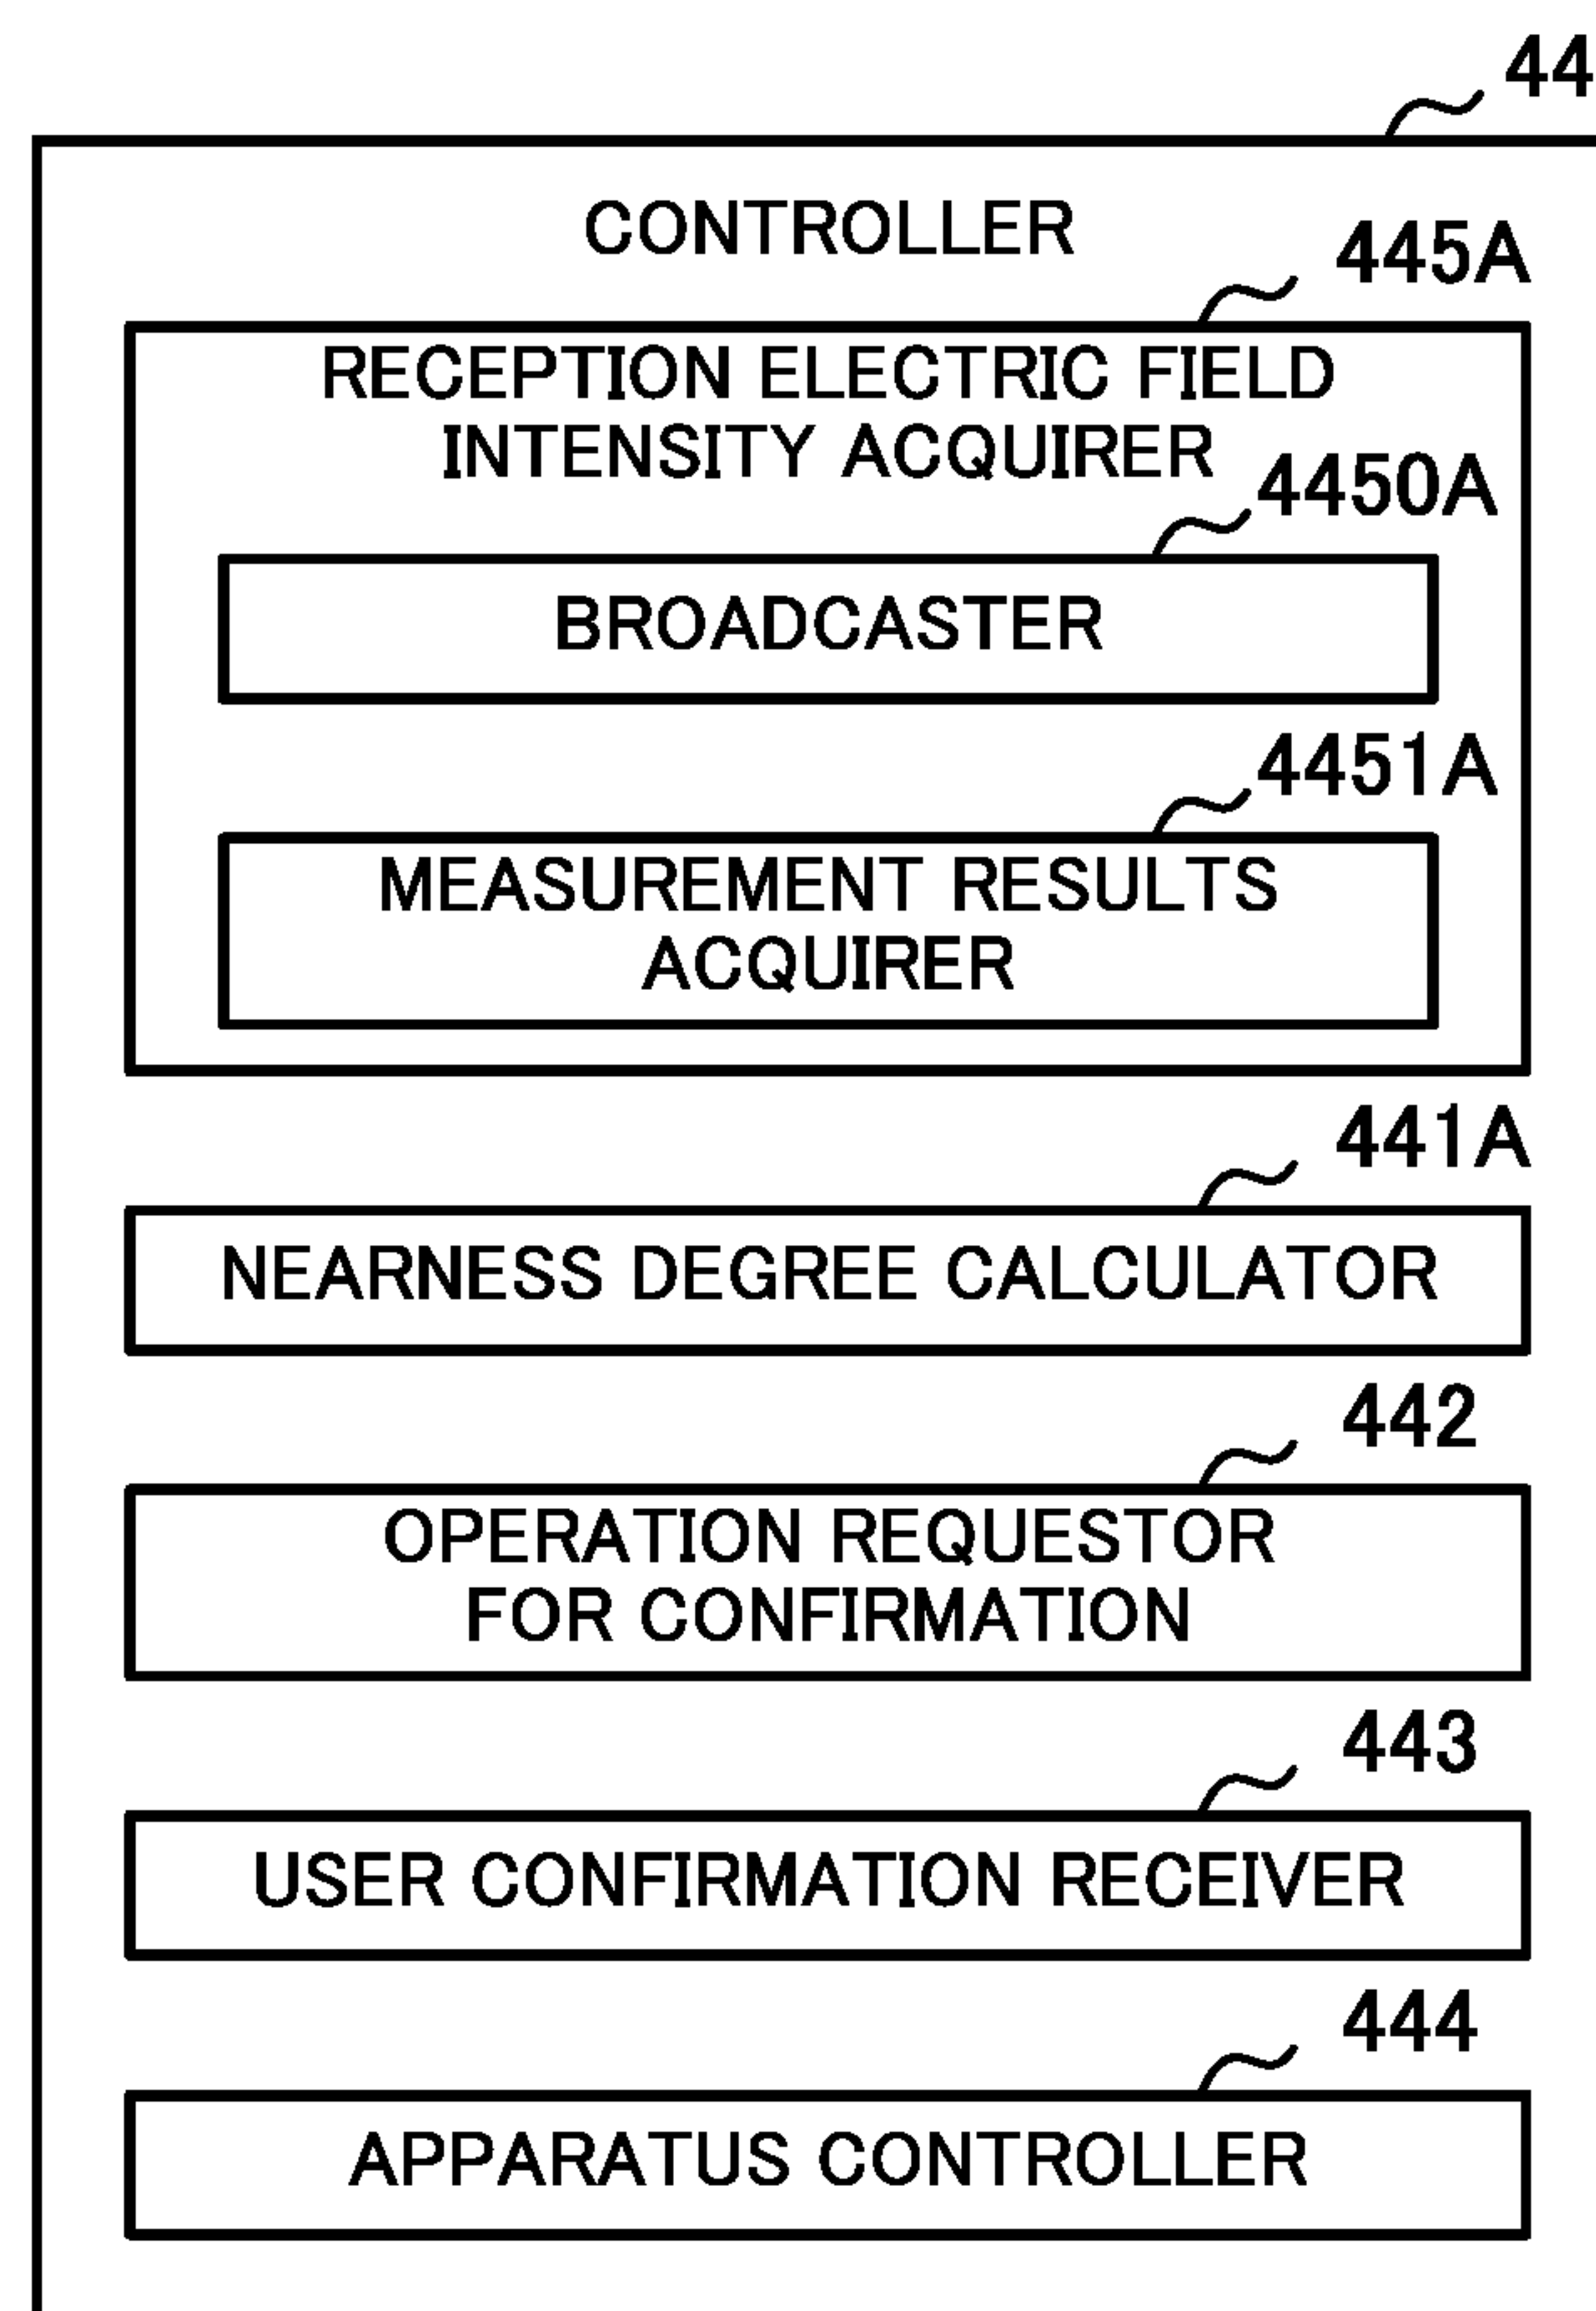 44
CONTROLLER
445A
RECEPTION ELECTRIC FIELD
INTENSITY ACQUIRER
4450A
BROADCASTER
4451A
MEASUREMENT RESULTS
ACQUIRER
441A
NEARNESS DEGREE CALCULATOR
442
OPERATION REQUESTOR
FOR CONFIRMATION
443
USER CONFIRMATION RECEIVER
444
APPARATUS CONTROLLER